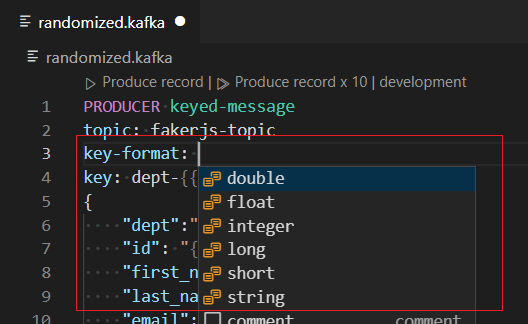 randomized.kafka
randomized.kafka
Produce record | Produce record x 10 | development
1 PRODUCER keyed-message
2 topic: fakerjs-topic
3 key-format:
4 key: dept-{{
double
5 {
float
6 "dept":"
integer
7 "id": "{
long
8 "first_n
short
9 "last_na
string
10 "email":
comment comment